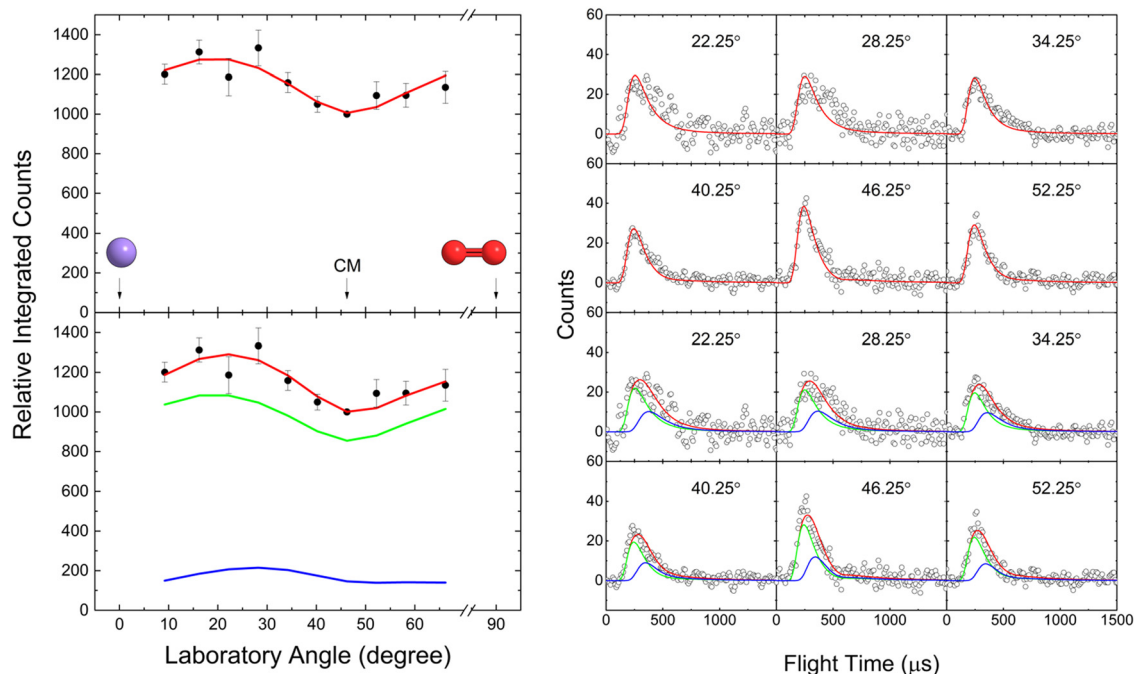 Relative Integrated Counts
1400
1200
1000
800
600
400
200
0
CM
1400
1200
1000
800
600
400
200
0
0 10 20 30 40 50 60 90
Laboratory Angle (degree)
Counts
60
40
20
0
22.25° 28.25° 34.25°
60
40
20
0
40.25° 46.25° 52.25°
60
40
20
0
22.25° 28.25° 34.25°
60
40
20
0
40.25° 46.25° 52.25°
0 500 1000 0 500 1000 0 500 1000 1500
Flight Time (μs)